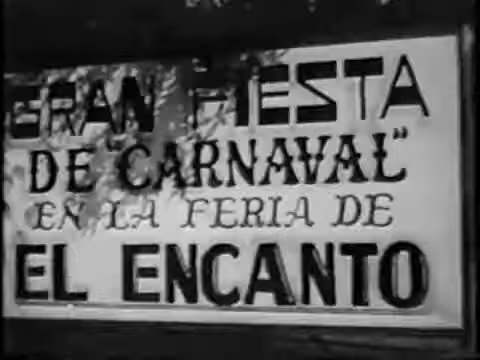 GRAN FIESTA
DE "CARNAVAL"
EN LA FERIA DE
EL ENCANTO